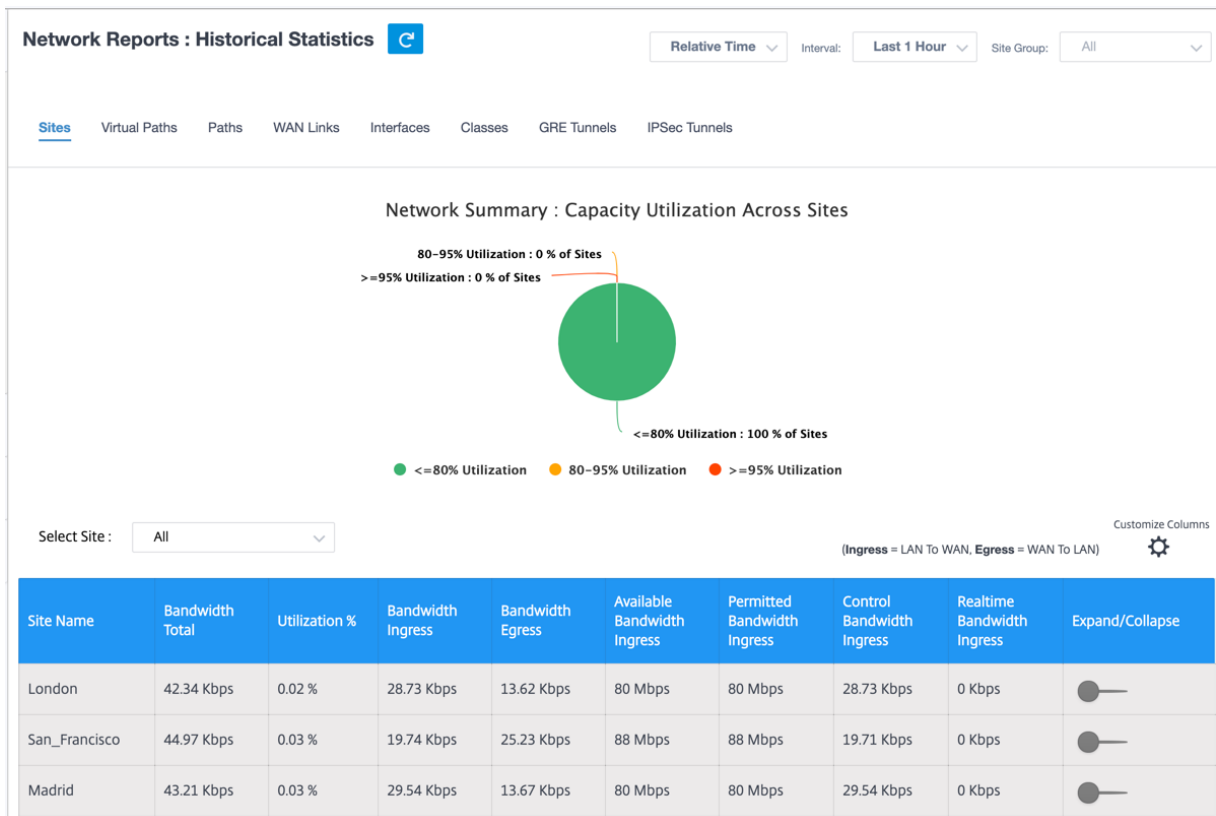 Network Reports : Historical Statistics
Relative Time Interval: Last 1 Hour Site Group: All
Sites Virtual Paths Paths WAN Links Interfaces Classes GRE Tunnels IPSec Tunnels
Network Summary : Capacity Utilization Across Sites
80-95% Utilization : 0 % of Sites
>=95% Utilization : 0 % of Sites
<=80% Utilization : 100 % of Sites
<=80% Utilization 80-95% Utilization >=95% Utilization
Select Site : All
Customize Columns
(Ingress = LAN To WAN, Egress = WAN To LAN)
Site Name Bandwidth Total Utilization % Bandwidth Ingress Bandwidth Egress Available Bandwidth Ingress Permitted Bandwidth Ingress Control Bandwidth Ingress Realtime Bandwidth Ingress Expand/Collapse
London 42.34 Kbps 0.02 % 28.73 Kbps 13.62 Kbps 80 Mbps 80 Mbps 28.73 Kbps 0 Kbps
San_Francisco 44.97 Kbps 0.03 % 19.74 Kbps 25.23 Kbps 88 Mbps 88 Mbps 19.71 Kbps 0 Kbps
Madrid 43.21 Kbps 0.03 % 29.54 Kbps 13.67 Kbps 80 Mbps 80 Mbps 29.54 Kbps 0 Kbps